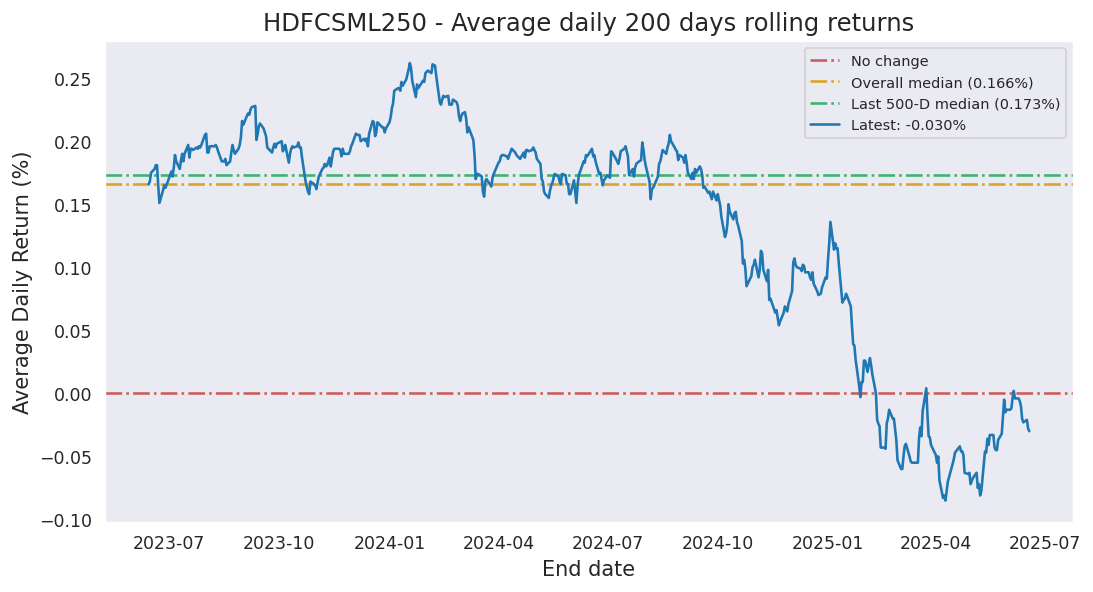 HDFCSML250 - Average daily 200 days rolling returns
No change
Overall median (0.166%)
Last 500-D median (0.173%)
Latest: -0.030%
Average Daily Return (%)
0.25
0.20
0.15
0.10
0.05
0.00
−0.05
−0.10
2023-07 2023-10 2024-01 2024-04 2024-07 2024-10 2025-01 2025-04 2025-07
End date